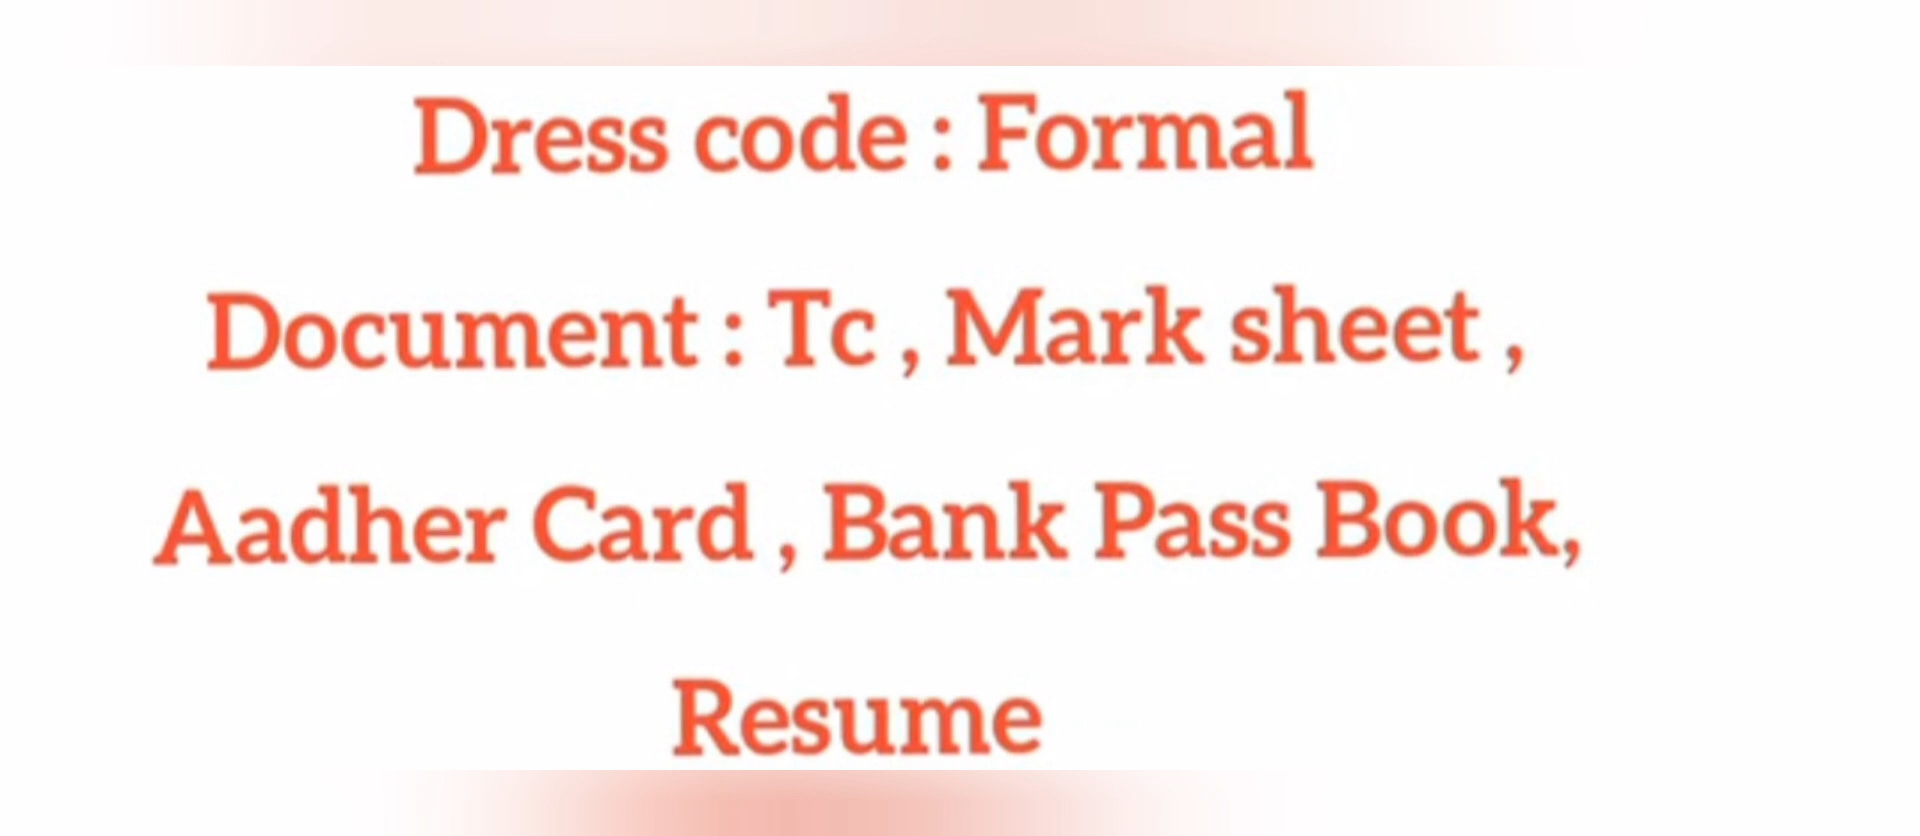 Dress code : Formal
Document : Tc , Mark sheet ,
Aadher Card , Bank Pass Book,
Resume